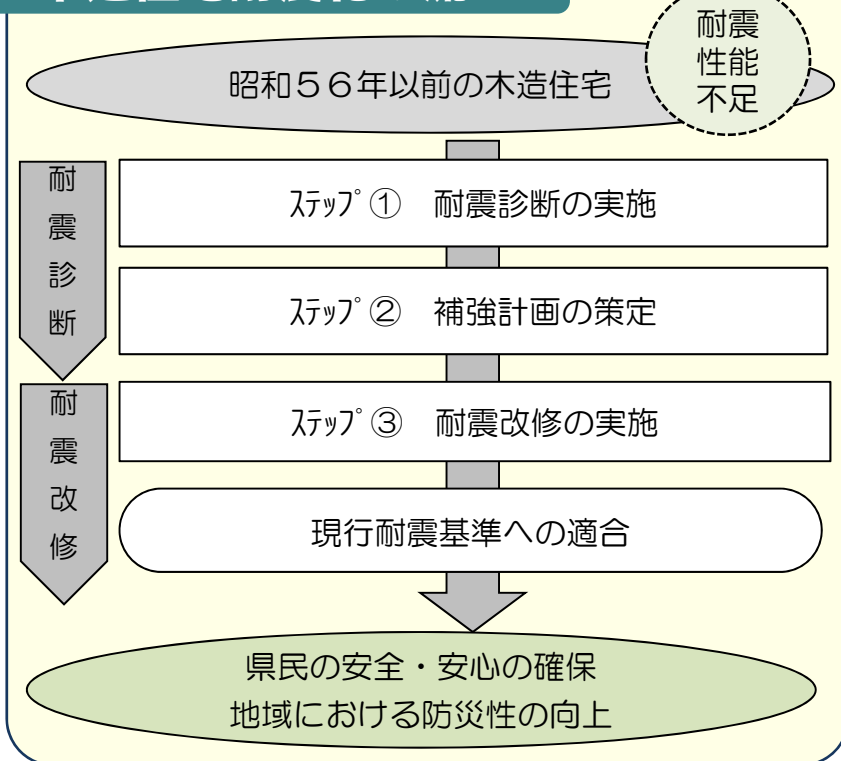 耐震
性能
不足
昭和５６年以前の木造住宅
耐震診断
ｽﾃｯﾌﾟ① 耐震診断の実施
ｽﾃｯﾌﾟ② 補強計画の策定
耐震改修
ｽﾃｯﾌﾟ③ 耐震改修の実施
現行耐震基準への適合
県民の安全・安心の確保
地域における防災性の向上